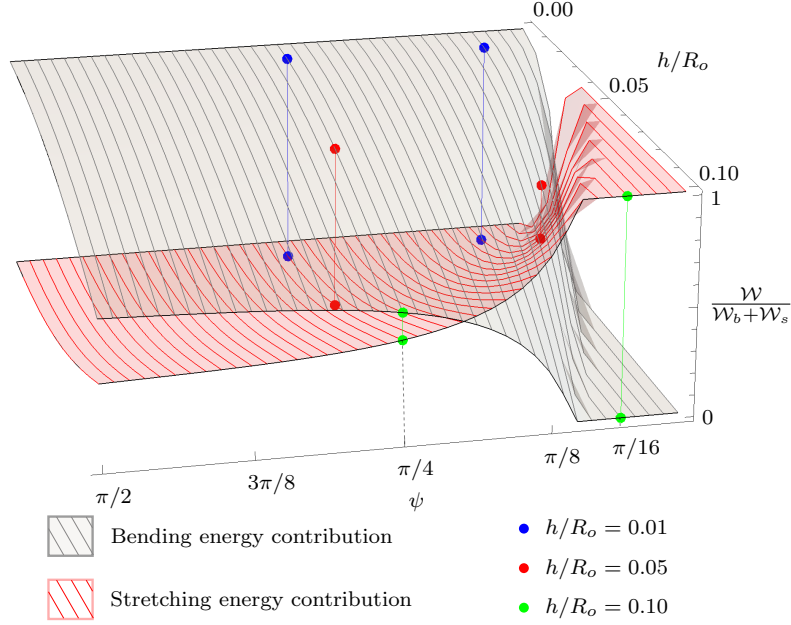 0.00
h/R_o
0.05
0.10
1
𝒲
𝒲_b+𝒲_s
0
π/16
π/8
π/4
3π/8
π/2
ψ
Bending energy contribution
Stretching energy contribution
h/R_o = 0.01
h/R_o = 0.05
h/R_o = 0.10